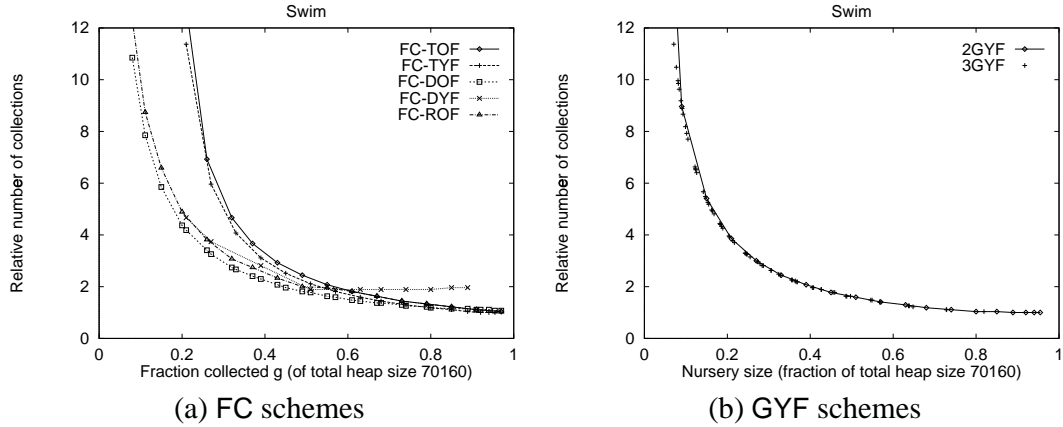 Swim
Relative number of collections
12
10
8
6
4
2
0
FC-TOF
FC-TYF
FC-DOF
FC-DYF
FC-ROF
0 0.2 0.4 0.6 0.8 1
Fraction collected g (of total heap size 70160)
(a) FC schemes
Swim
Relative number of collections
12
10
8
6
4
2
0
2GYF
3GYF
0 0.2 0.4 0.6 0.8 1
Nursery size (fraction of total heap size 70160)
(b) GYF schemes